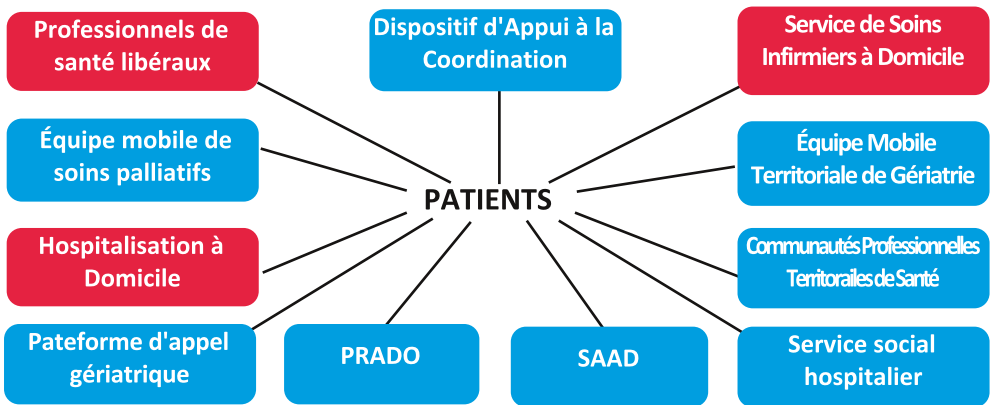 Professionnels de
santé libéraux
Dispositif d'Appui à la
Coordination
Service de Soins
Infirmiers à Domicile
Équipe mobile de
soins palliatifs
Équipe Mobile
Territoriale de Gériatrie
PATIENTS
Hospitalisation à
Domicile
Communautés Professionnelles
Territorailes de Santé
Pateforme d'appel
gériatrique
PRADO
SAAD
Service social
hospitalier